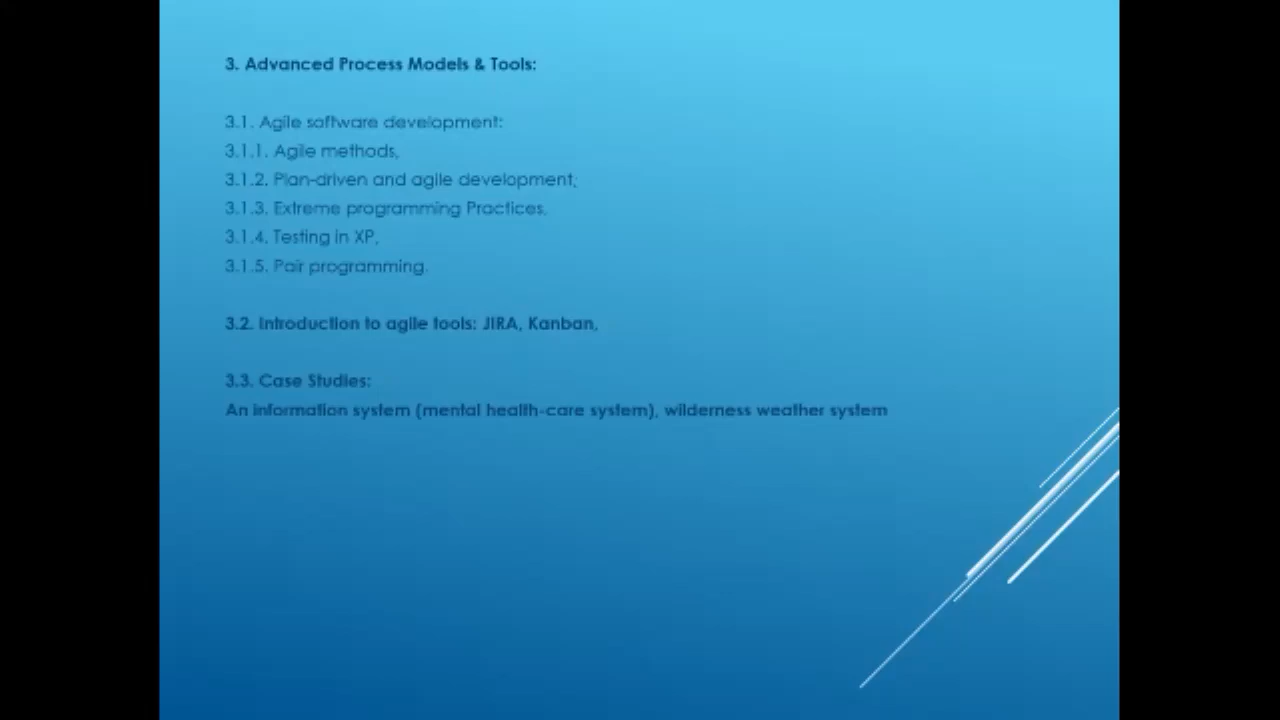 3. Advanced Process Models & Tools:
3.1. Agile software development:
3.1.1. Agile methods,
3.1.2. Plan-driven and agile development;
3.1.3. Extreme programming Practices,
3.1.4. Testing in XP,
3.1.5. Pair programming.
3.2. Introduction to agile tools: JIRA, Kanban,
3.3. Case Studies:
An information system (mental health-care system), wilderness weather system